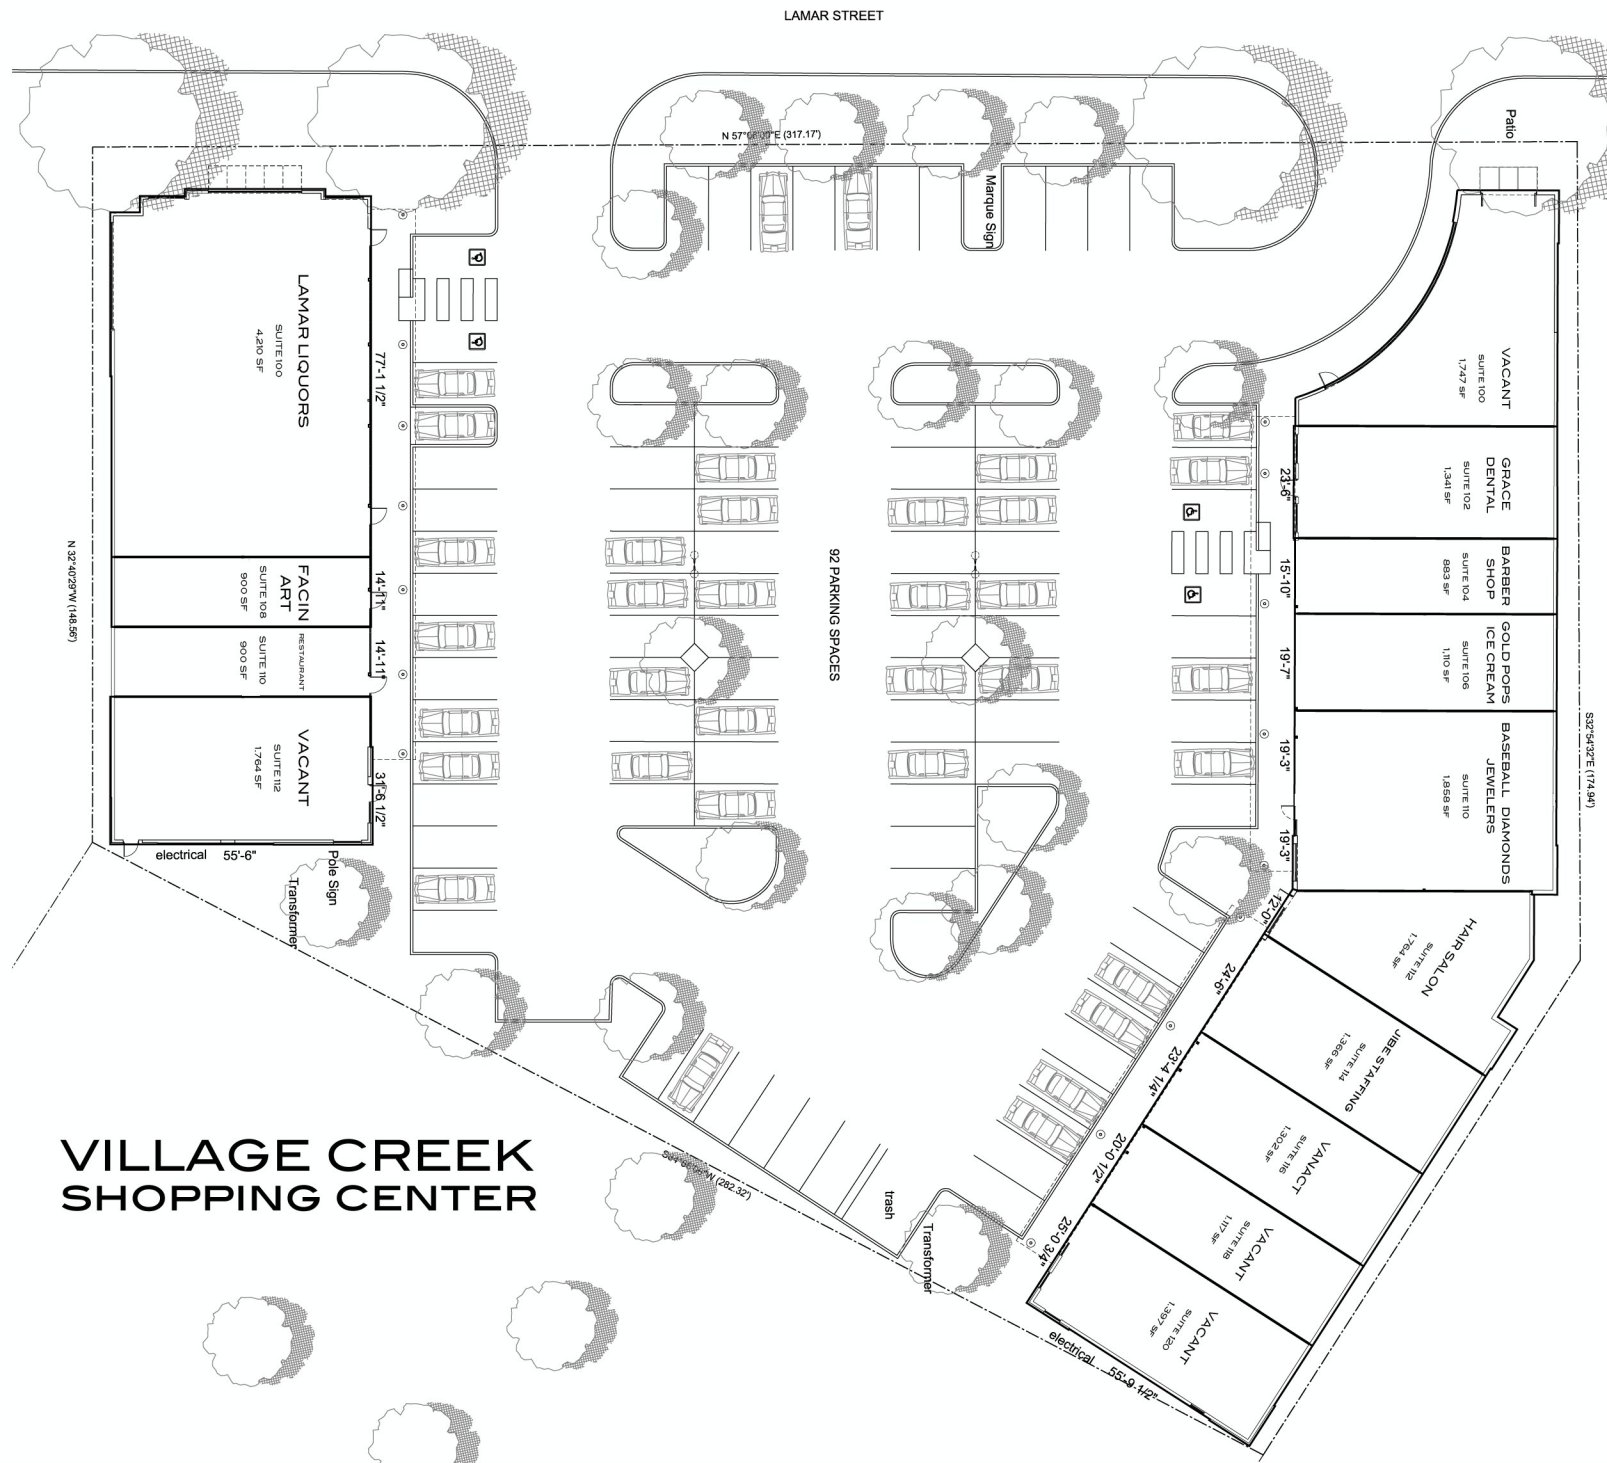 LAMAR STREET
N 57°06'00"E (317.17')
Patio
Marque Sign
LAMAR LIQUORS
SUITE 100
4,210 SF
77'-1 1/2"
FACIN
ART
SUITE 108
900 SF
14'-11"
RESTAURANT
SUITE 110
900 SF
14'-11"
VACANT
SUITE 112
1.764 SF
31'-6 1/2"
N 32°40'29"W (148.56')
electrical
55'-6"
Pole Sign
Transformer
92 PARKING SPACES
VACANT
SUITE 100
1,747 SF
GRACE
DENTAL
SUITE 102
1,341 SF
23'-6"
BARBER
SHOP
SUITE 104
883 SF
15'-10"
GOLD POPS
ICE CREAM
SUITE 106
1,110 SF
19'-7"
BASEBALL DIAMONDS
JEWELERS
SUITE 110
1,858 SF
19'-3"
19'-3"
S32°54'32"E (174.94')
12'-0"
HAIR SALON
SUITE 112
1.764 SF
24'-6"
JIBE STAFFING
SUITE 114
1.366 SF
23'-4 1/4"
VANACT
SUITE 116
1.302 SF
20'-0 1/2"
VACANT
SUITE 118
1.117 SF
25'-0 3/4"
VACANT
SUITE 120
1.397 SF
electrical
55'-9 1/2"
trash
Transformer
(282.32')
VILLAGE CREEK
SHOPPING CENTER